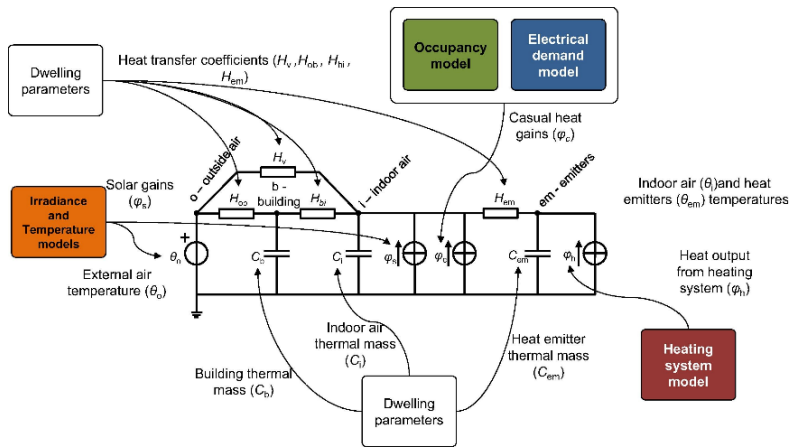 Dwelling
parameters
Heat transfer coefficients (Hv ,Hob, Hhi ,
Hem)
Occupancy
model
Electrical
demand
model
Casual heat
gains (φc)
o – outside air
Hv
b -
building
Hoo
Hbi
i – indoor air
Hem
em - emitters
Solar gains
(φs)
Irradiance
and
Temperature
models
Indoor air (θi)and heat
emitters (θem) temperatures
+
θo
Cb
Ci
φs
φc
Cem
φh
External air
temperature (θo)
Heat output
from heating
system (φh)
Indoor air
thermal mass
(Ci)
Heat emitter
thermal mass
(Cem)
Building thermal
mass (Cb)
Dwelling
parameters
Heating
system
model